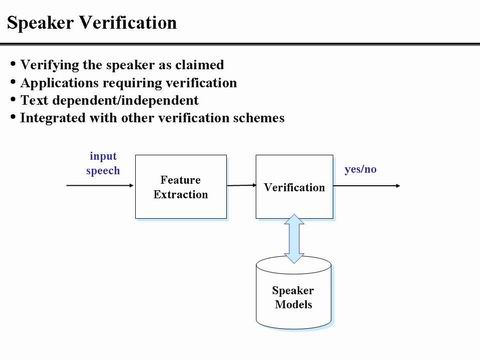 Speaker Verification
• Verifying the speaker as claimed
• Applications requiring verification
• Text dependent/independent
• Integrated with other verification schemes
input
speech
Feature
Extraction
Verification
yes/no
Speaker
Models